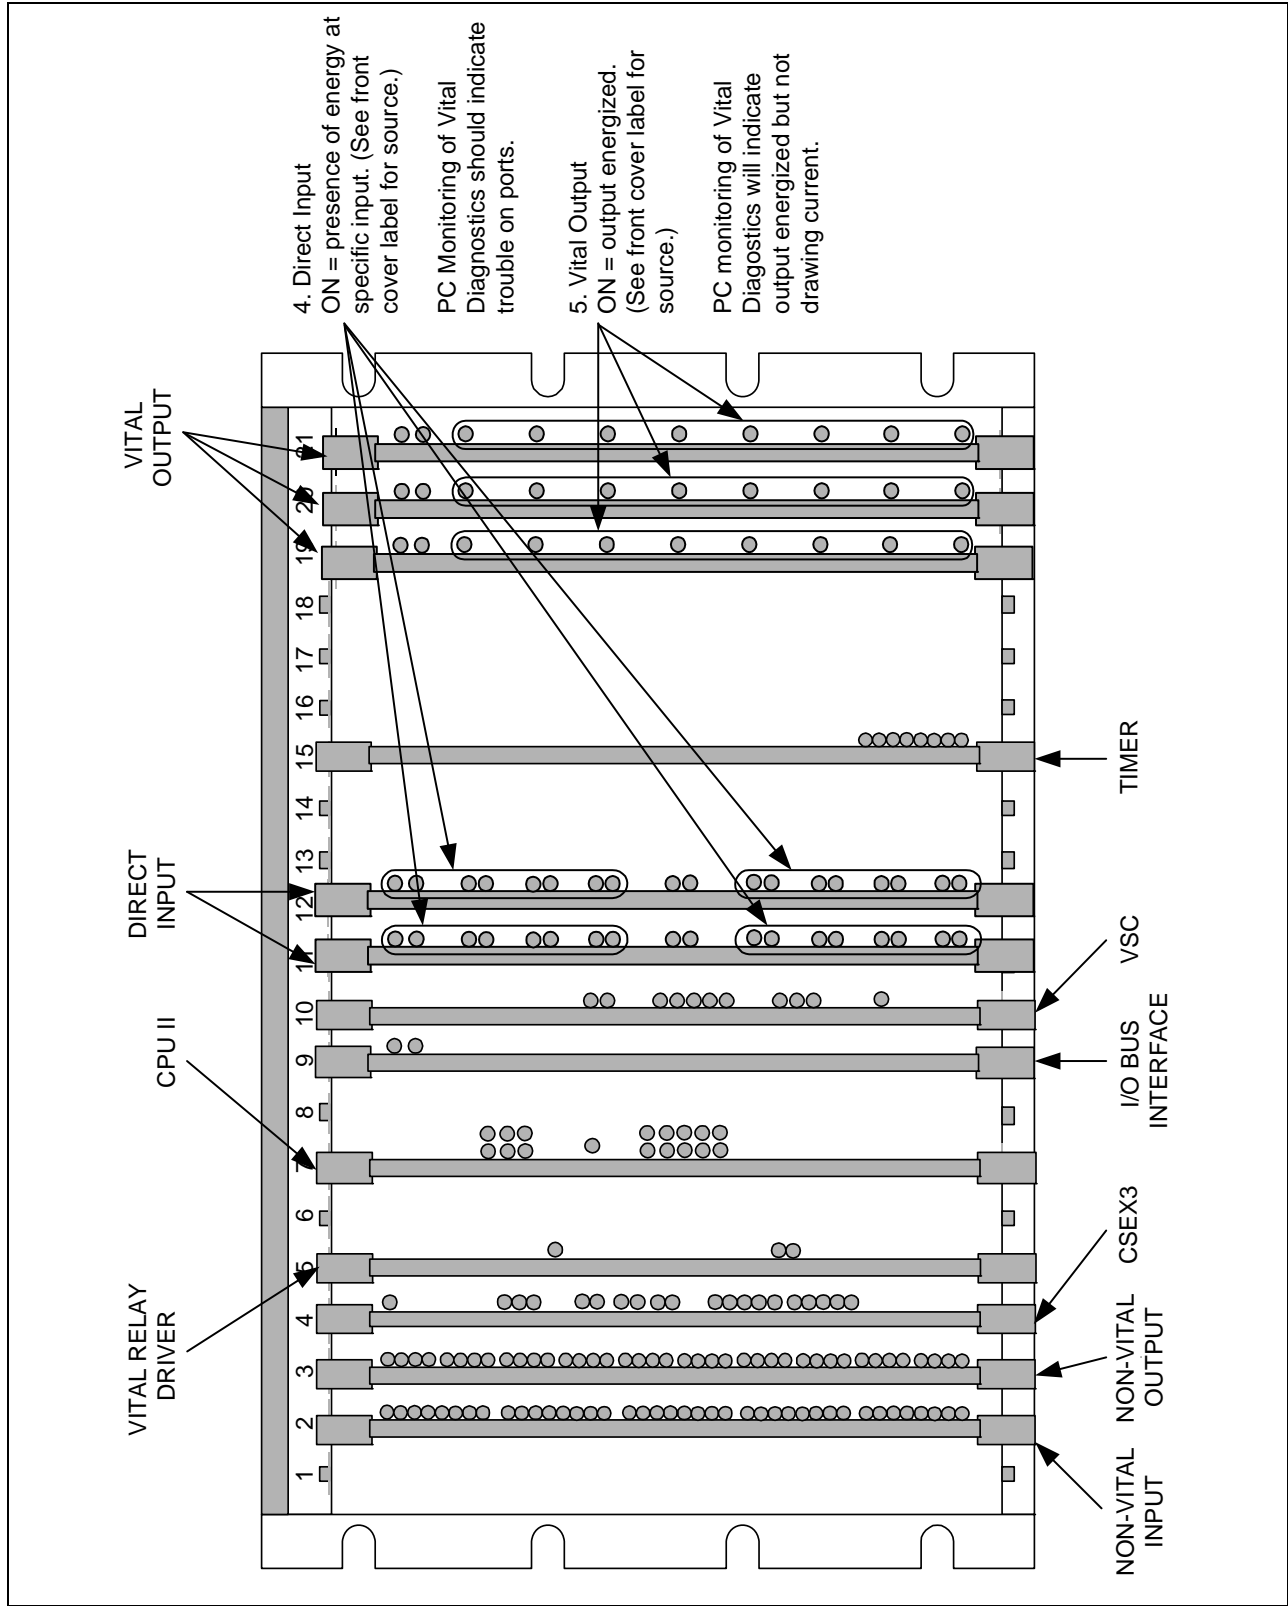 VITAL RELAY
DRIVER
CPU II
DIRECT
INPUT
VITAL
OUTPUT
1 2 3 4 5 6 7 8 9 10 11 12 13 14 15 16 17 18 19 20 21
4. Direct Input
ON = presence of energy at
specific input. (See front
cover label for source.)
PC Monitoring of Vital
Diagnostics should indicate
trouble on ports.
5. Vital Output
ON = output energized.
(See front cover label for
source.)
PC monitoring of Vital
Diagostics will indicate
output energized but not
drawing current.
NON-VITAL
INPUT
NON-VITAL
OUTPUT
CSEX3
I/O BUS
INTERFACE
VSC
TIMER